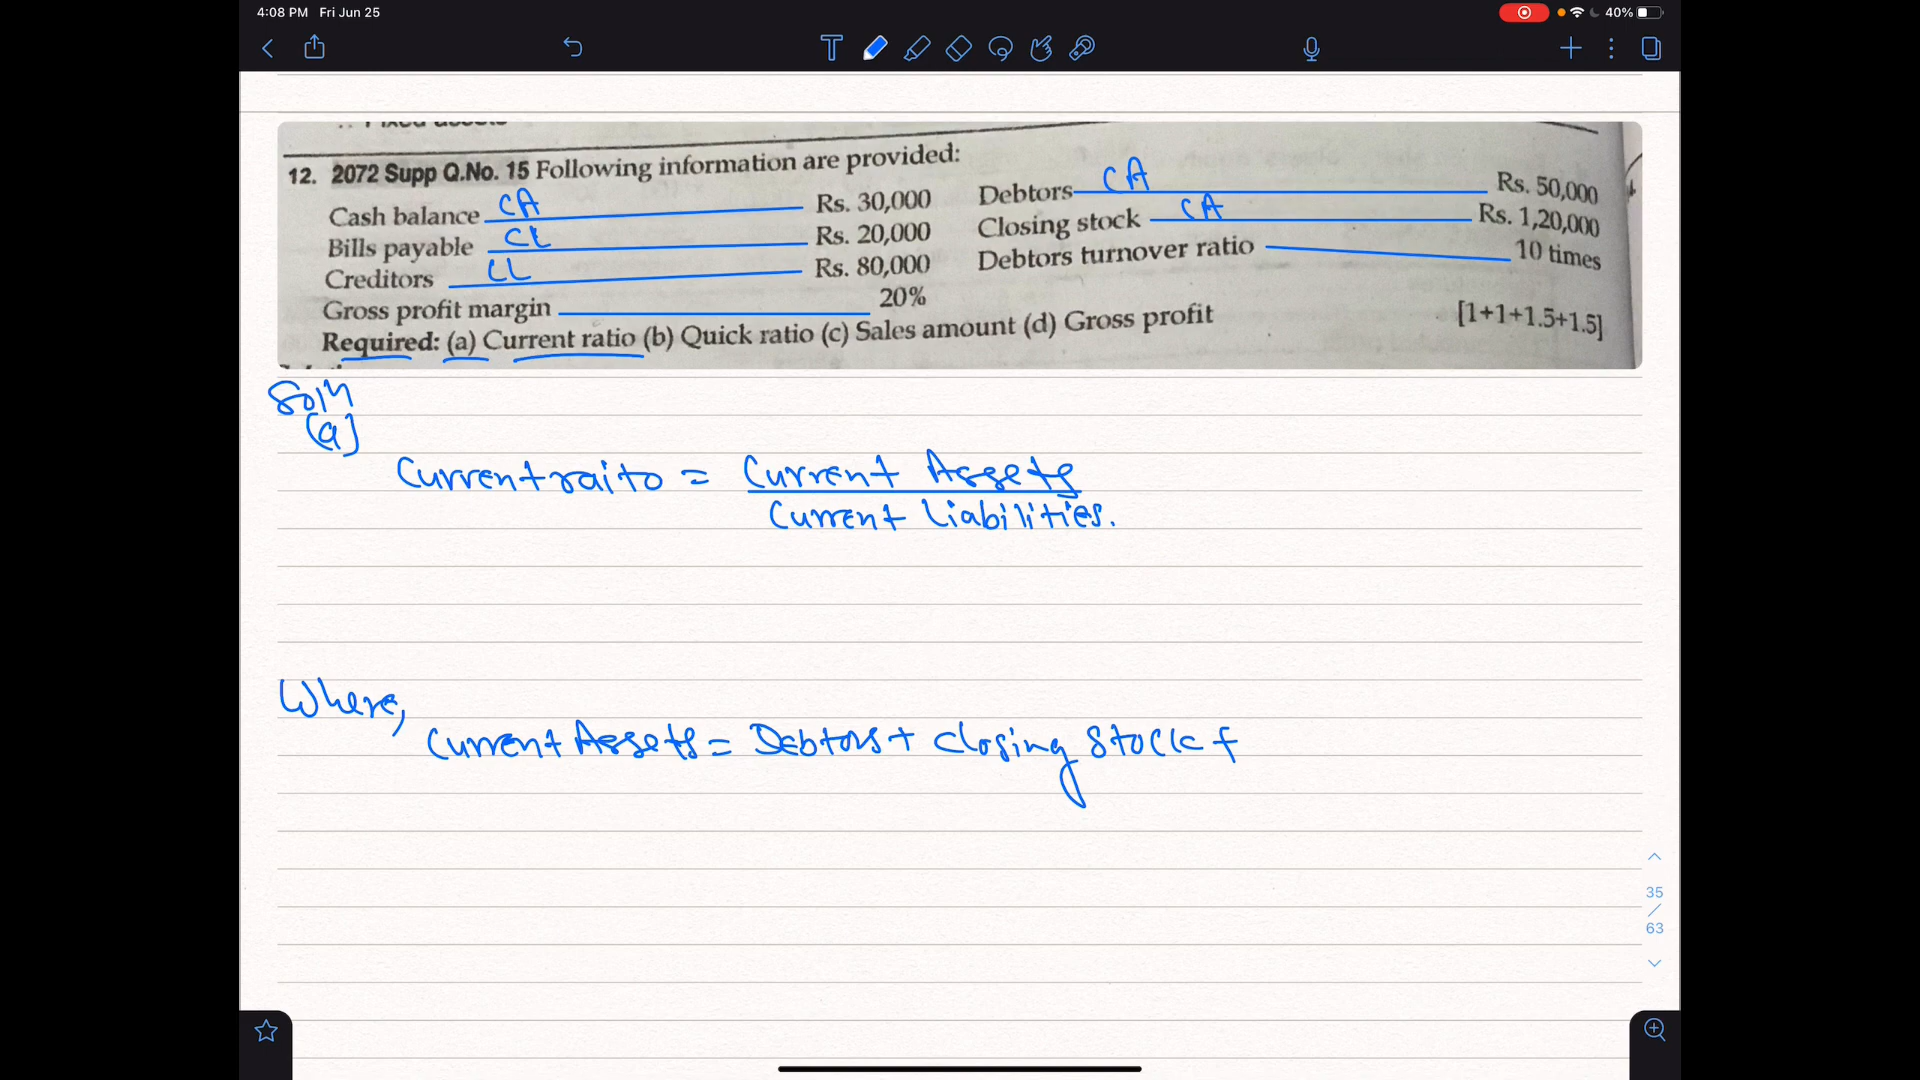 4:08 PM Fri Jun 25
40%
12. 2072 Supp Q.No. 15 Following information are provided:
Cash balance CA Rs. 30,000 Debtors CA Rs. 50,000
Bills payable CL Rs. 20,000 Closing stock CA Rs. 1,20,000
Creditors CL Rs. 80,000 Debtors turnover ratio 10 times
Gross profit margin 20%
Required: (a) Current ratio (b) Quick ratio (c) Sales amount (d) Gross profit [1+1+1.5+1.5]
Soln
(a)
Current raito = Current Assets
Current Liabilities.
Where,
Current Assets = Debtors + Closing Stock +
35
/
63